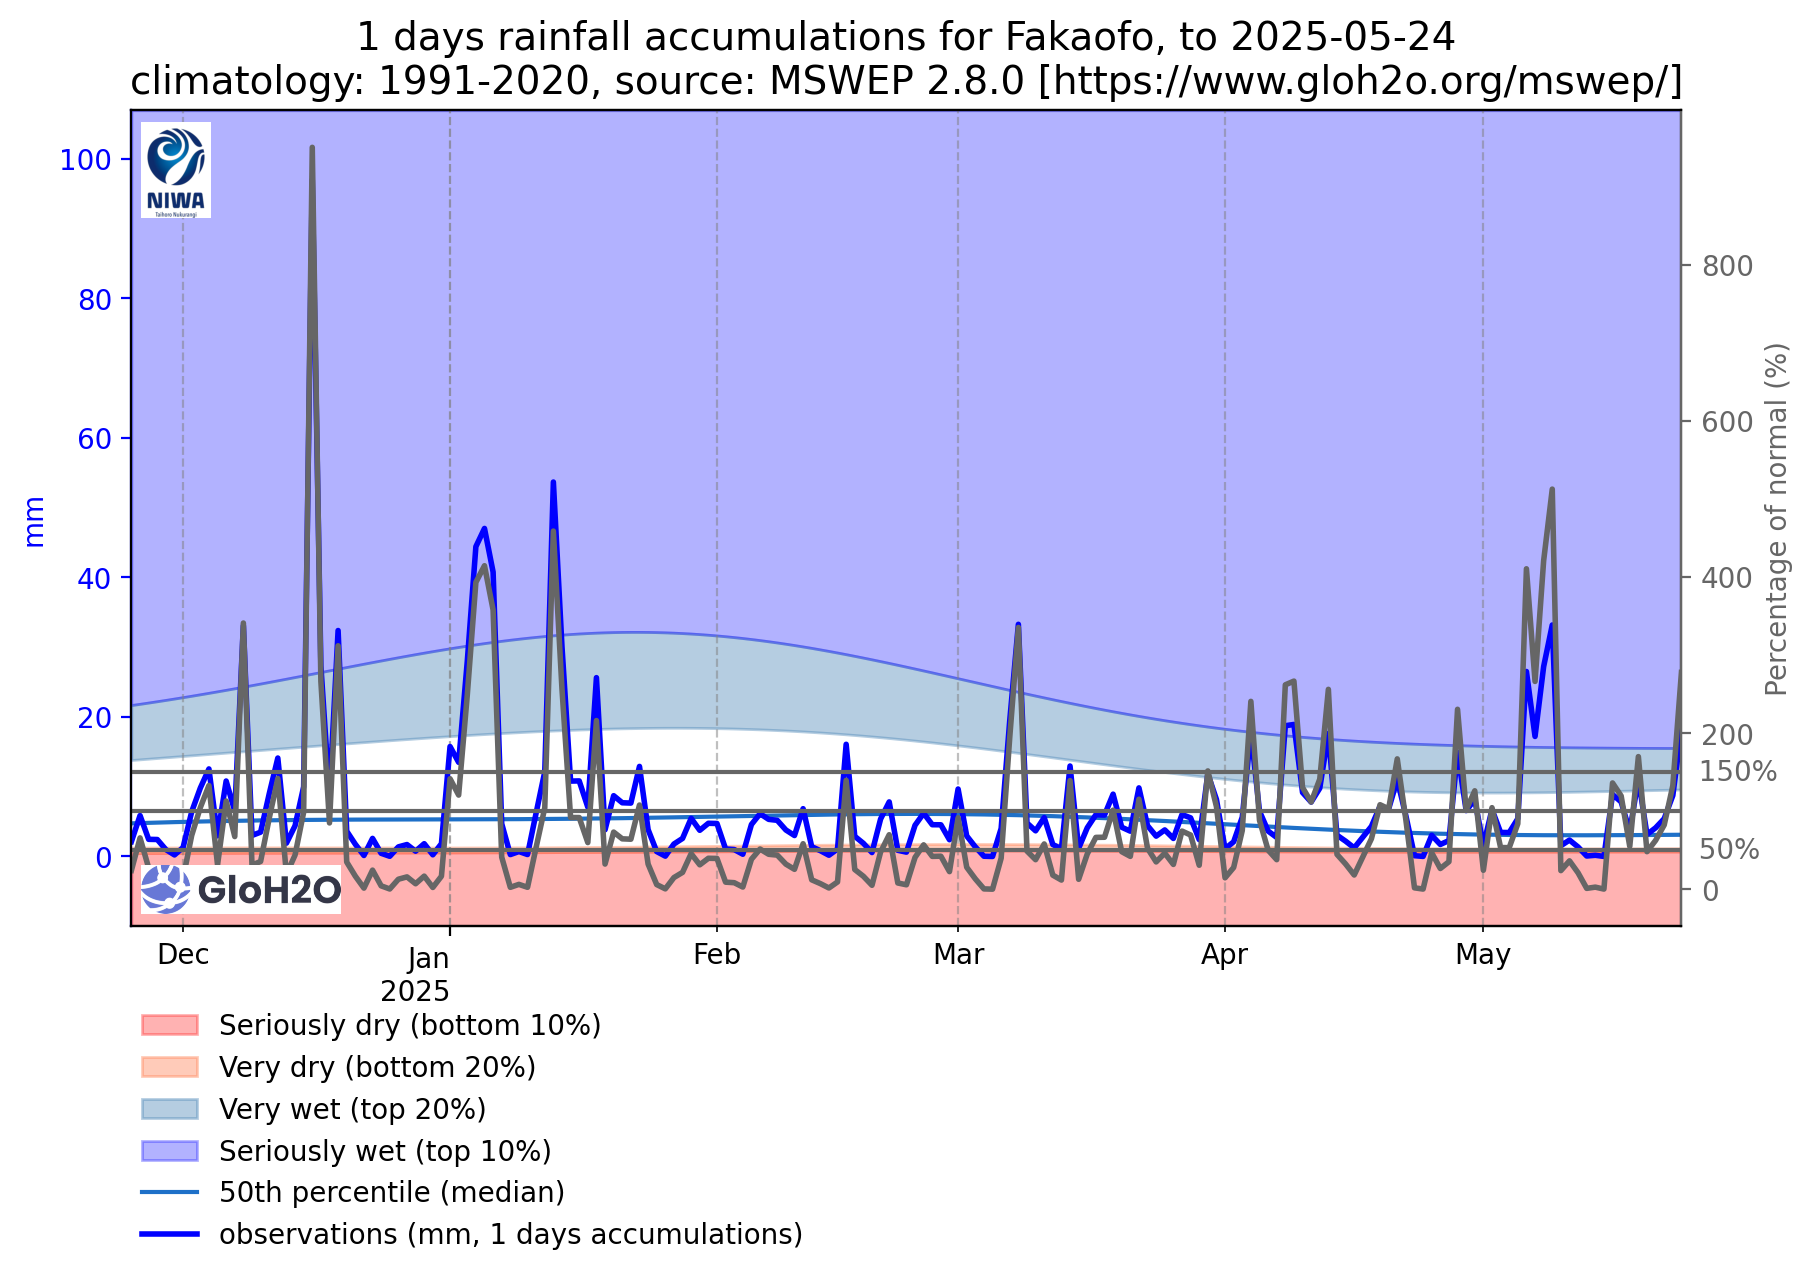 1 days rainfall accumulations for Fakaofo, to 2025-05-24
climatology: 1991-2020, source: MSWEP 2.8.0 [https://www.gloh2o.org/mswep/]
NIWA
Taihoro Nukurangi
100
80
60
40
20
0
mm
800
600
400
200
150%
50%
0
Percentage of normal (%)
GloH2O
Dec
Jan
2025
Feb
Mar
Apr
May
Seriously dry (bottom 10%)
Very dry (bottom 20%)
Very wet (top 20%)
Seriously wet (top 10%)
50th percentile (median)
observations (mm, 1 days accumulations)